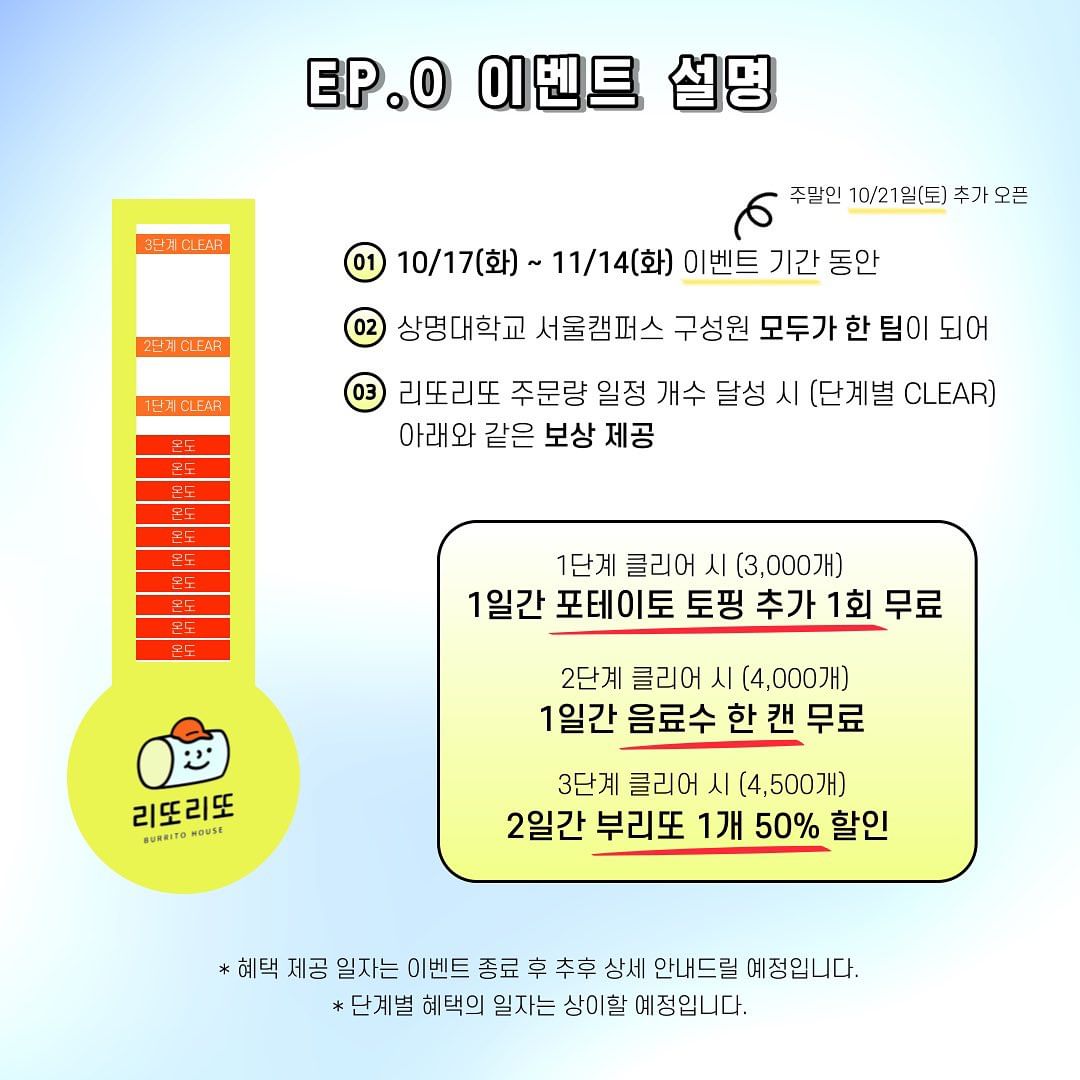 EP.0 이벤트 설명
주말인 10/21일(토) 추가 오픈
01 10/17(화) ~ 11/14(화) 이벤트 기간 동안
02 상명대학교 서울캠퍼스 구성원 모두가 한 팀이 되어
03 리또리또 주문량 일정 개수 달성 시 (단계별 CLEAR)
아래와 같은 보상 제공
3단계 CLEAR
2단계 CLEAR
1단계 CLEAR
온도
온도
온도
온도
온도
온도
온도
온도
온도
온도
리또리또
BURRITO HOUSE
1단계 클리어 시 (3,000개)
1일간 포테이토 토핑 추가 1회 무료
2단계 클리어 시 (4,000개)
1일간 음료수 한 캔 무료
3단계 클리어 시 (4,500개)
2일간 부리또 1개 50% 할인
* 혜택 제공 일자는 이벤트 종료 후 추후 상세 안내드릴 예정입니다.
* 단계별 혜택의 일자는 상이할 예정입니다.